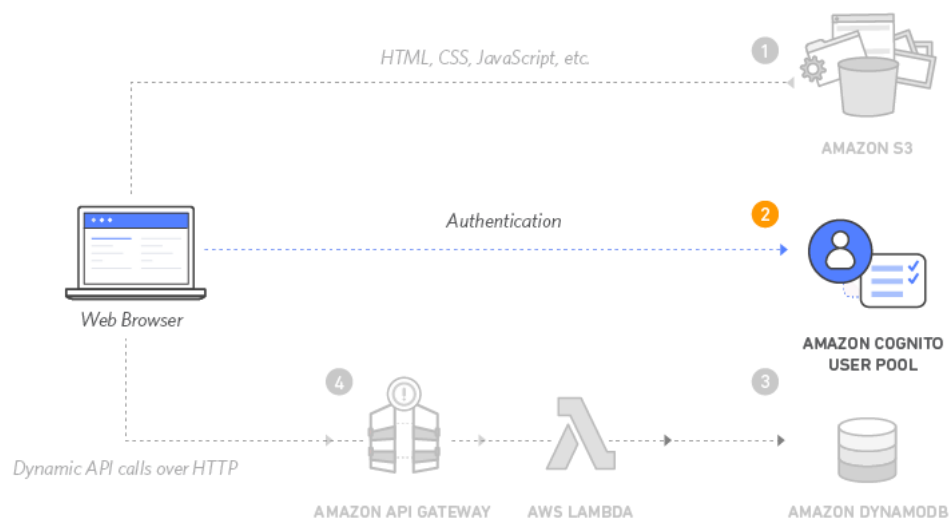 HTML, CSS, JavaScript, etc.
1
AMAZON S3
Authentication
2
Web Browser
AMAZON COGNITO
USER POOL
4
3
Dynamic API calls over HTTP
AMAZON API GATEWAY
AWS LAMBDA
AMAZON DYNAMODB